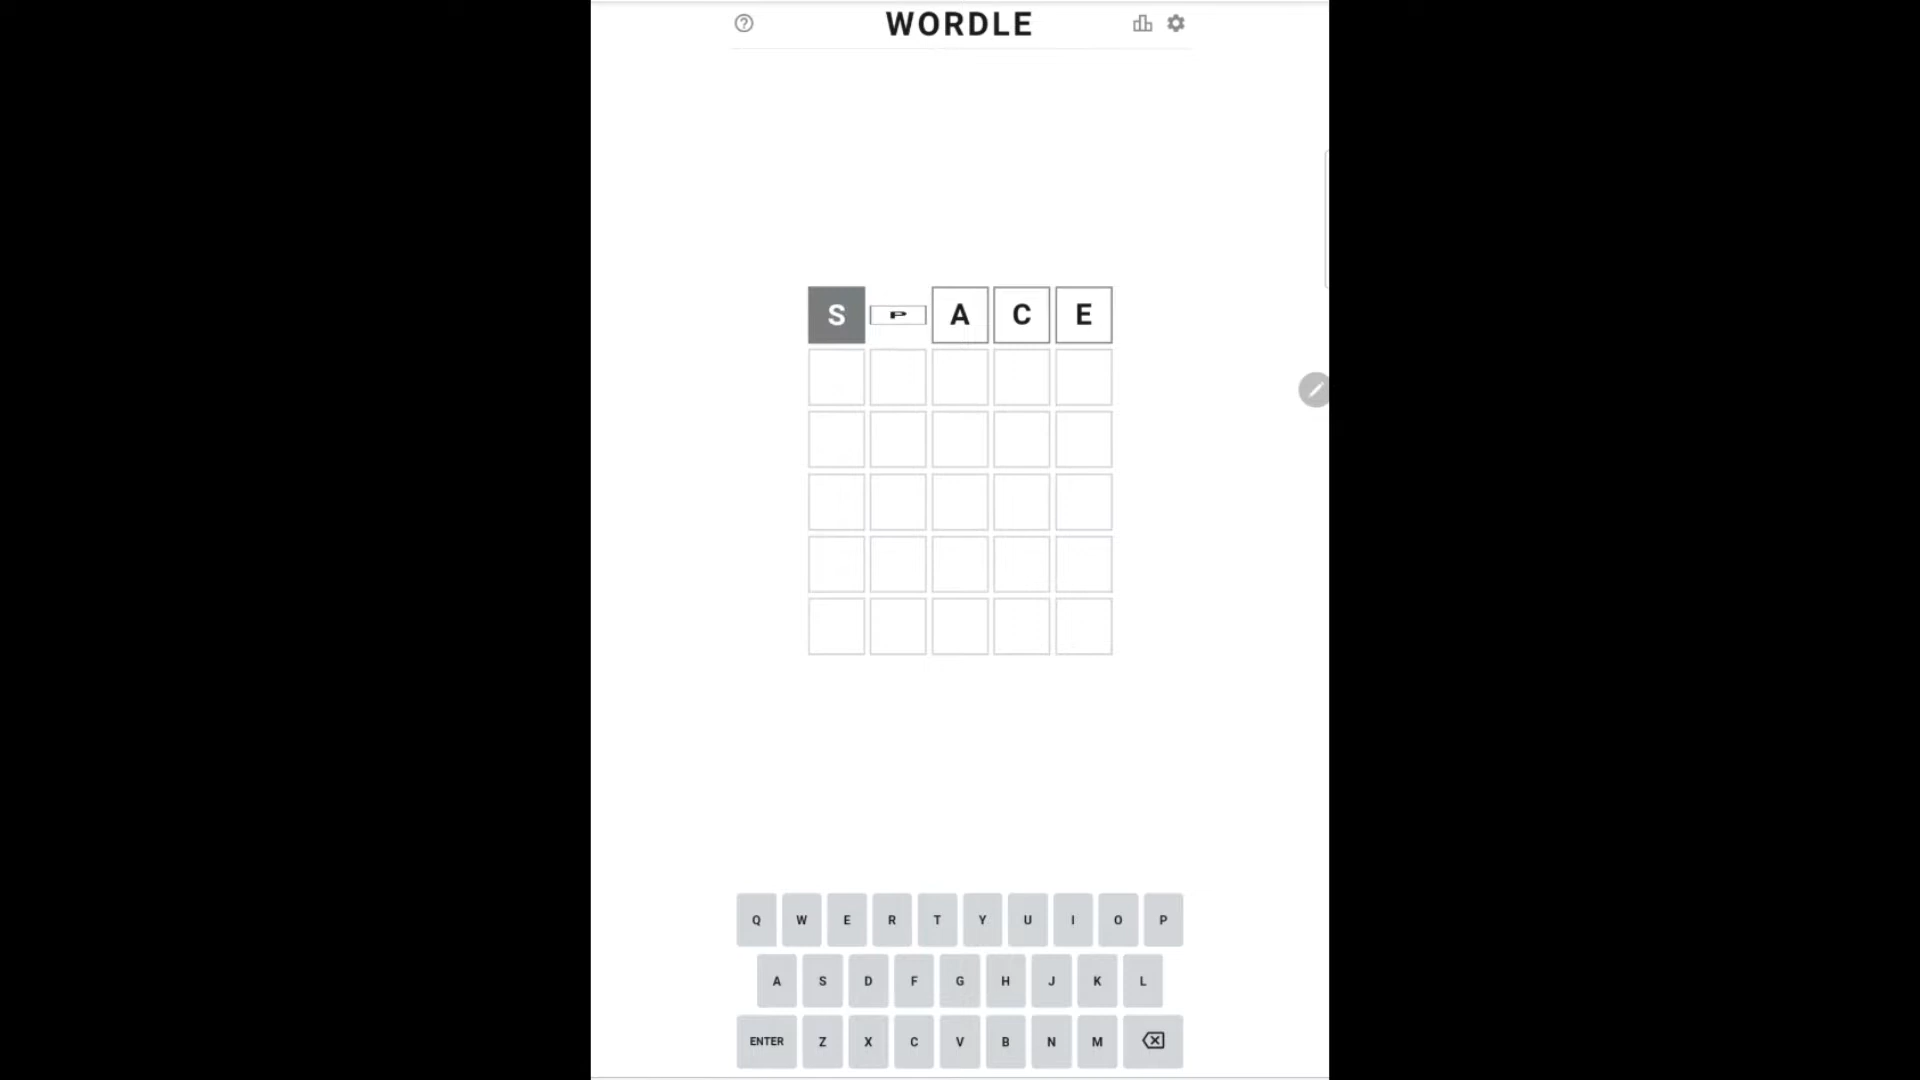 WORDLE
S P A C E
Q W E R T Y U I O P
A S D F G H J K L
ENTER Z X C V B N M